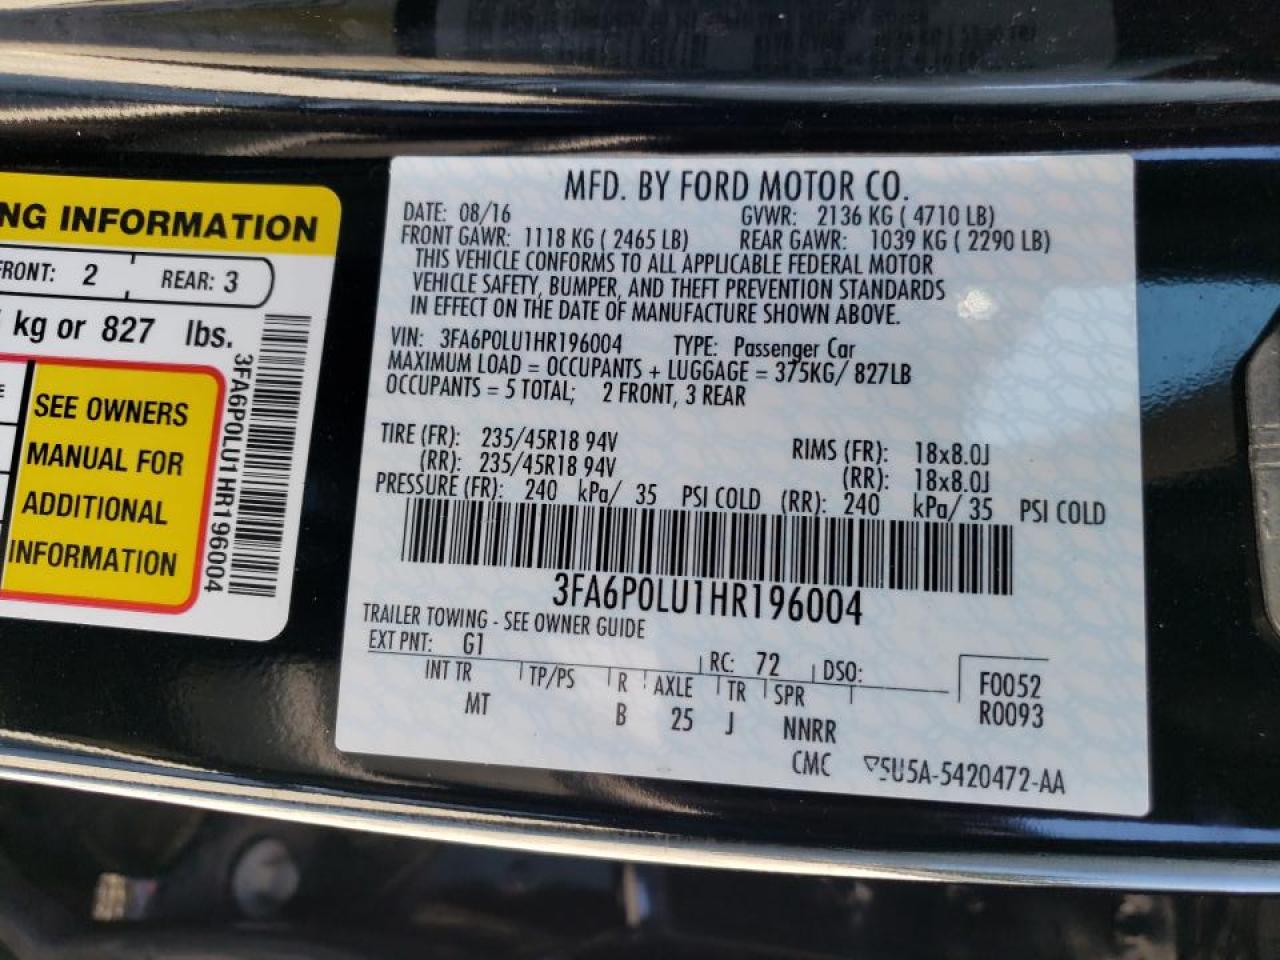 NG INFORMATION
FRONT: 2 REAR: 3
kg or 827 lbs.
SEE OWNERS
MANUAL FOR
ADDITIONAL
INFORMATION
3FA6P0LU1HR196004
MFD. BY FORD MOTOR CO.
DATE: 08/16 GVWR: 2136 KG ( 4710 LB)
FRONT GAWR: 1118 KG ( 2465 LB) REAR GAWR: 1039 KG ( 2290 LB)
THIS VEHICLE CONFORMS TO ALL APPLICABLE FEDERAL MOTOR
VEHICLE SAFETY, BUMPER, AND THEFT PREVENTION STANDARDS
IN EFFECT ON THE DATE OF MANUFACTURE SHOWN ABOVE.
VIN: 3FA6P0LU1HR196004 TYPE: Passenger Car
MAXIMUM LOAD = OCCUPANTS + LUGGAGE = 375KG/ 827LB
OCCUPANTS = 5 TOTAL; 2 FRONT, 3 REAR
TIRE (FR): 235/45R18 94V RIMS (FR): 18x8.0J
(RR): 235/45R18 94V (RR): 18x8.0J
PRESSURE (FR): 240 kPa/ 35 PSI COLD (RR): 240 kPa/ 35 PSI COLD
3FA6P0LU1HR196004
TRAILER TOWING - SEE OWNER GUIDE
EXT PNT: G1 RC: 72 DSO: F0052
INT TR TP/PS R AXLE TR SPR R0093
MT B 25 J NNRR
CMC 5U5A-5420472-AA